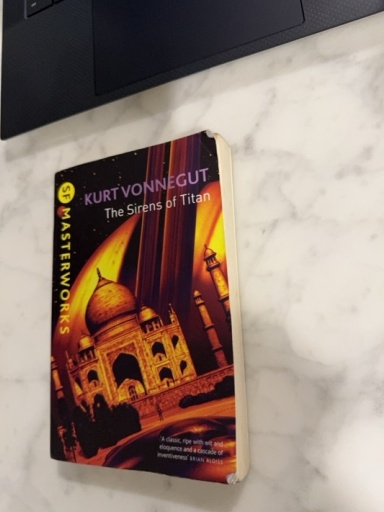 SF MASTERWORKS
KURT VONNEGUT
The Sirens of Titan
'A classic, ripe with wit and
eloquence and a cascade of
inventiveness' BRIAN ALDISS